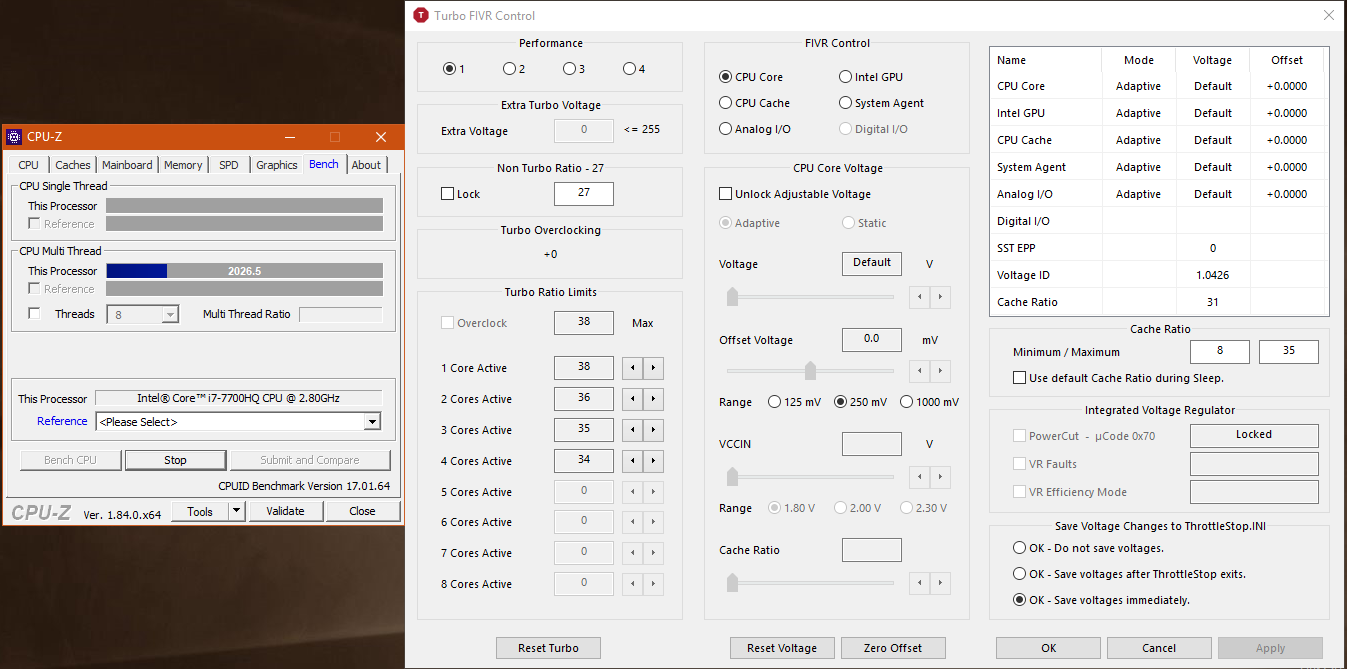 CPU-Z
CPU Caches Mainboard Memory SPD Graphics Bench About
CPU Single Thread
This Processor
Reference
CPU Multi Thread
This Processor 2026.5
Reference
Threads 8 Multi Thread Ratio
This Processor Intel® Core™ i7-7700HQ CPU @ 2.80GHz
Reference <Please Select>
Bench CPU Stop Submit and Compare
CPUID Benchmark Version 17.01.64
CPU-Z Ver. 1.84.0.x64 Tools Validate Close
T Turbo FIVR Control
Performance
1 2 3 4
Extra Turbo Voltage
Extra Voltage 0 <= 255
Non Turbo Ratio - 27
Lock 27
Turbo Overclocking
+0
Turbo Ratio Limits
Overclock 38 Max
1 Core Active 38
2 Cores Active 36
3 Cores Active 35
4 Cores Active 34
5 Cores Active 0
6 Cores Active 0
7 Cores Active 0
8 Cores Active 0
Reset Turbo
FIVR Control
CPU Core Intel GPU
CPU Cache System Agent
Analog I/O Digital I/O
CPU Core Voltage
Unlock Adjustable Voltage
Adaptive Static
Voltage Default V
Offset Voltage 0.0 mV
Range 125 mV 250 mV 1000 mV
VCCIN V
Range 1.80 V 2.00 V 2.30 V
Cache Ratio
Reset Voltage Zero Offset
Name Mode Voltage Offset
CPU Core Adaptive Default +0.0000
Intel GPU Adaptive Default +0.0000
CPU Cache Adaptive Default +0.0000
System Agent Adaptive Default +0.0000
Analog I/O Adaptive Default +0.0000
Digital I/O
SST EPP 0
Voltage ID 1.0426
Cache Ratio 31
Cache Ratio
Minimum / Maximum 8 35
Use default Cache Ratio during Sleep.
Integrated Voltage Regulator
PowerCut - µCode 0x70 Locked
VR Faults
VR Efficiency Mode
Save Voltage Changes to ThrottleStop.INI
OK - Do not save voltages.
OK - Save voltages after ThrottleStop exits.
OK - Save voltages immediately.
OK Cancel Apply